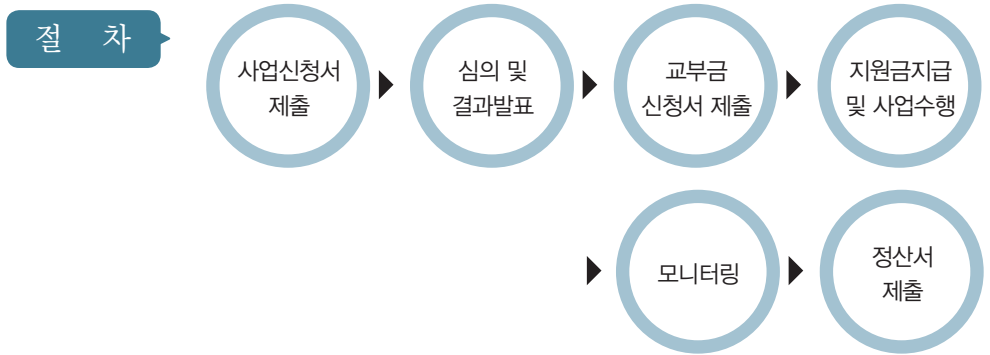 절 차
사업신청서
제출
심의 및
결과발표
교부금
신청서 제출
지원금지급
및 사업수행
모니터링
정산서
제출